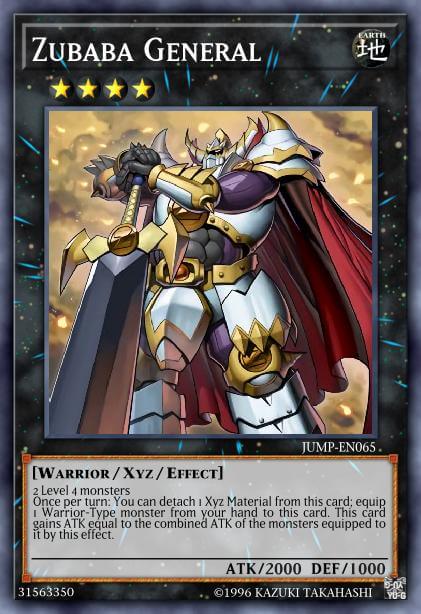 ZUBABA GENERAL
EARTH
地
JUMP-EN065
[WARRIOR / XYZ / EFFECT]
2 Level 4 monsters
Once per turn: You can detach 1 Xyz Material from this card; equip
1 Warrior-Type monster from your hand to this card. This card
gains ATK equal to the combined ATK of the monsters equipped to
it by this effect.
ATK/2000 DEF/1000
31563350
©1996 KAZUKI TAKAHASHI